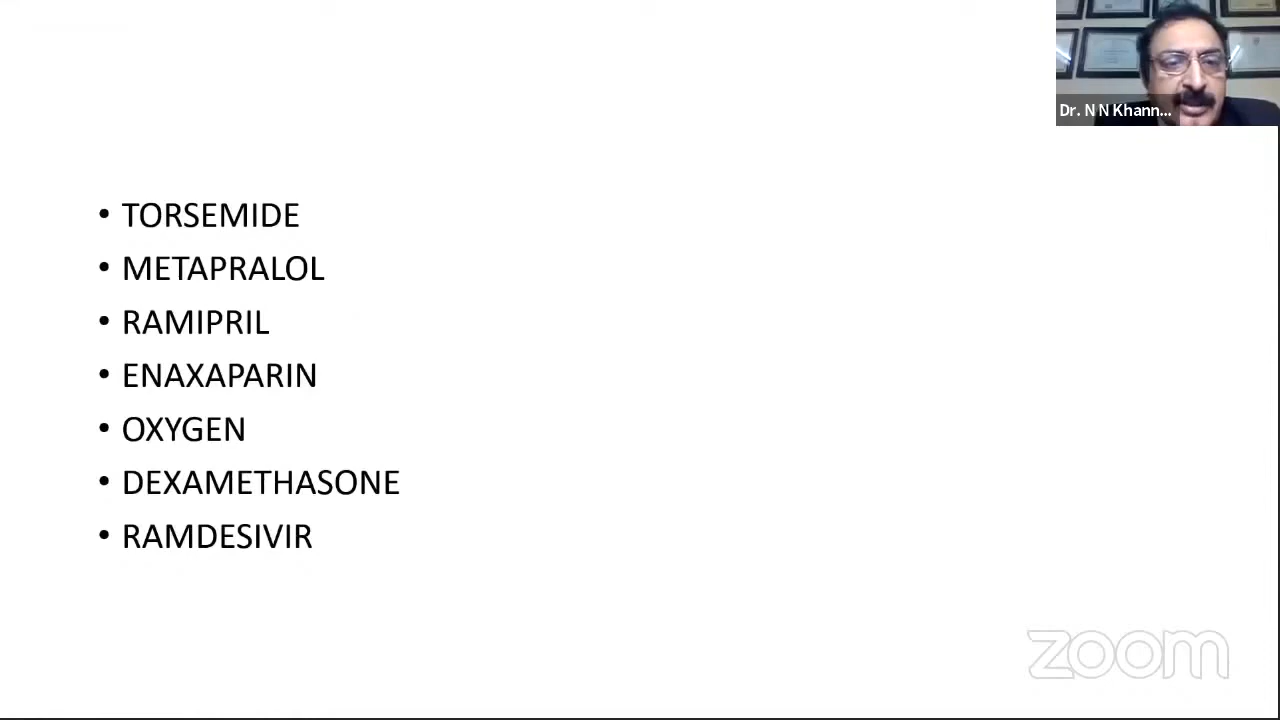 Dr. N N Khann...
• TORSEMIDE
• METAPRALOL
• RAMIPRIL
• ENAXAPARIN
• OXYGEN
• DEXAMETHASONE
• RAMDESIVIR
zoom